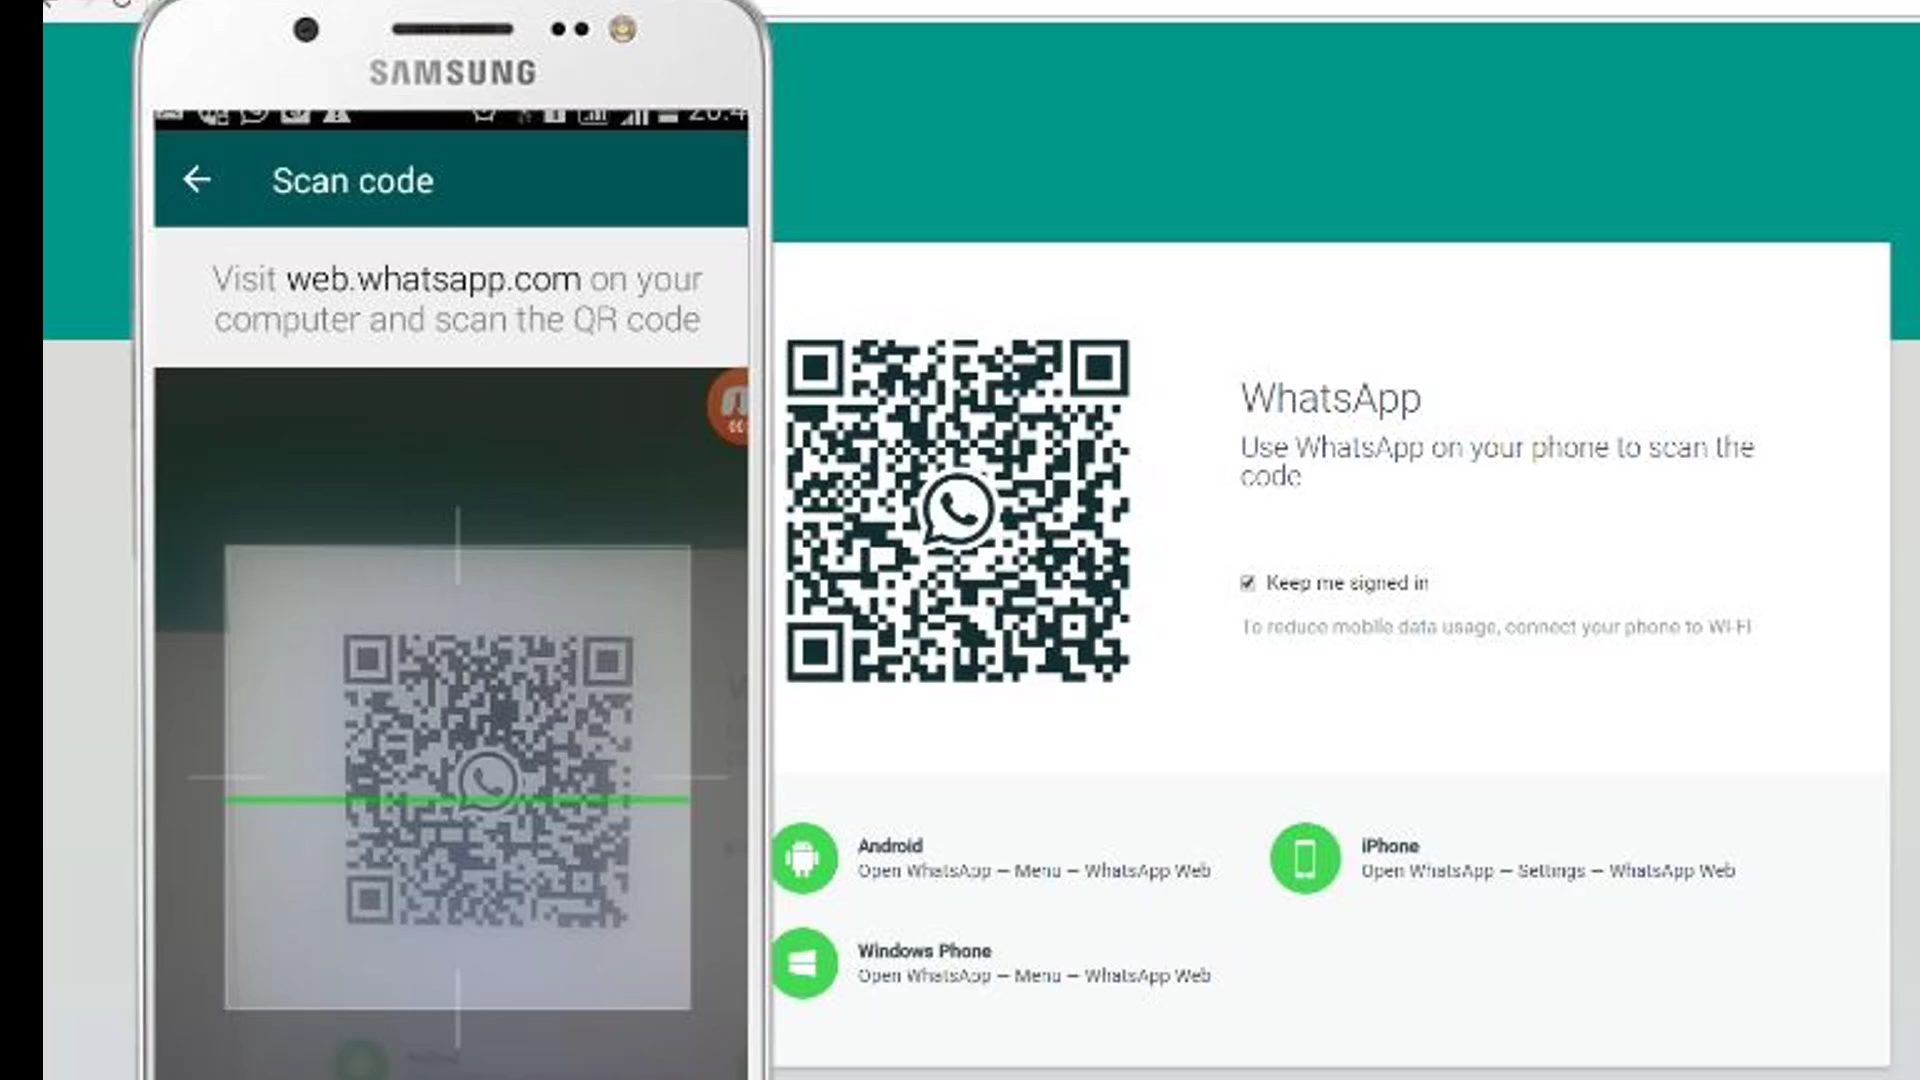 SAMSUNG
Scan code
Visit web.whatsapp.com on your
computer and scan the QR code
WhatsApp
Use WhatsApp on your phone to scan the
code
Keep me signed in
To reduce mobile data usage, connect your phone to Wi-Fi
Android
Open WhatsApp – Menu – WhatsApp Web
iPhone
Open WhatsApp – Settings – WhatsApp Web
Windows Phone
Open WhatsApp – Menu – WhatsApp Web